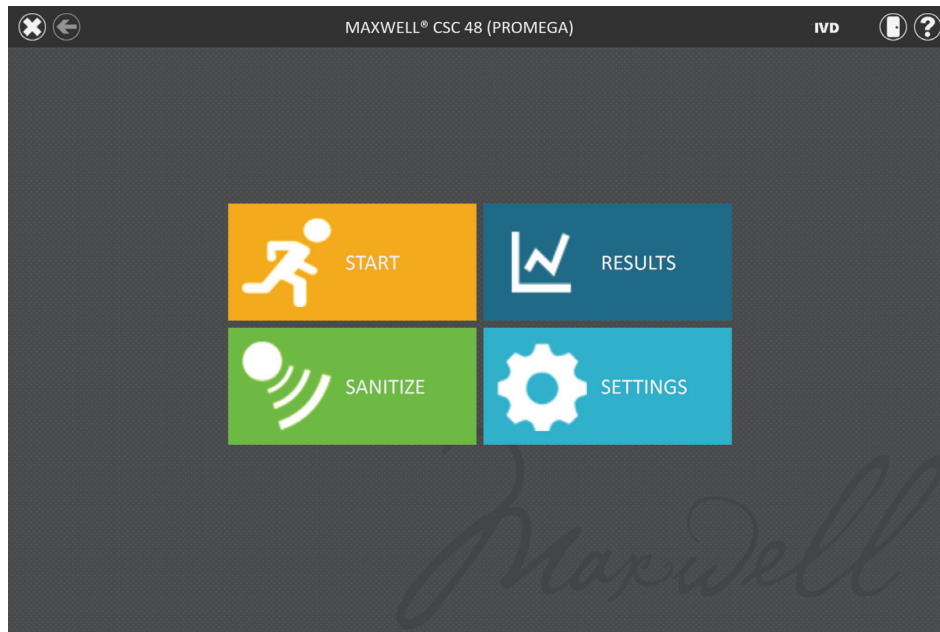 MAXWELL® CSC 48 (PROMEGA) IVD ?
START RESULTS
SANITIZE SETTINGS
Maxwell